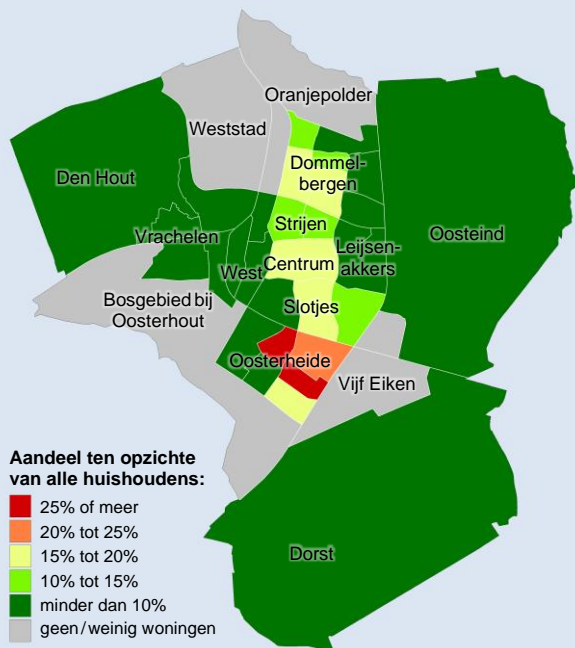 Oranjepolder
Weststad
Dommel-
bergen
Den Hout
Strijen
Vrachelen
Leijsen-
akkers
Oosteind
West
Centrum
Bosgebied bij
Oosterhout
Slotjes
Oosterheide
Vijf Eiken
Dorst
Aandeel ten opzichte
van alle huishoudens:
25% of meer
20% tot 25%
15% tot 20%
10% tot 15%
minder dan 10%
geen/weinig woningen